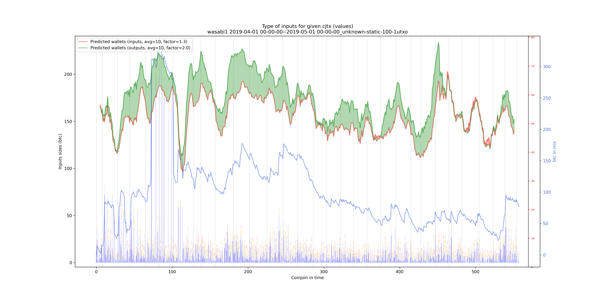 Type of inputs for given cjtx (values)
wasabi1 2019-04-01 00-00-00--2019-05-01 00-00-00_unknown-static-100-1utxo
Predicted wallets (inputs, avg=10, factor=1.3)
Predicted wallets (outputs, avg=10, factor=2.0)
200
150
100
50
0
Inputs sizes (btc)
0
100
200
300
400
500
Coinjoin in time
300
250
200
150
100
50
0
btc in mix